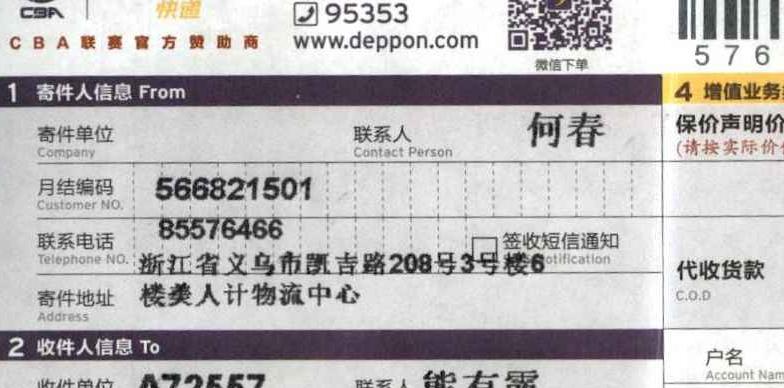 CBA
快递
95353
CBA联赛官方赞助商
www.deppon.com
微信下单
576
1 寄件人信息 From
4 增值业务
寄件单位
Company
联系人
Contact Person
何春
保价声明价
(请按实际价
月结编码
Customer NO.
566821501
联系电话
Telephone NO.
85576466
签收短信通知
浙江省义乌市凯吉路208号3号楼6
楼美人计物流中心
寄件地址
Address
代收货款
C.O.D
2 收件人信息 To
户名
Account Nam
收件单位
A72557
联系人
熊有露